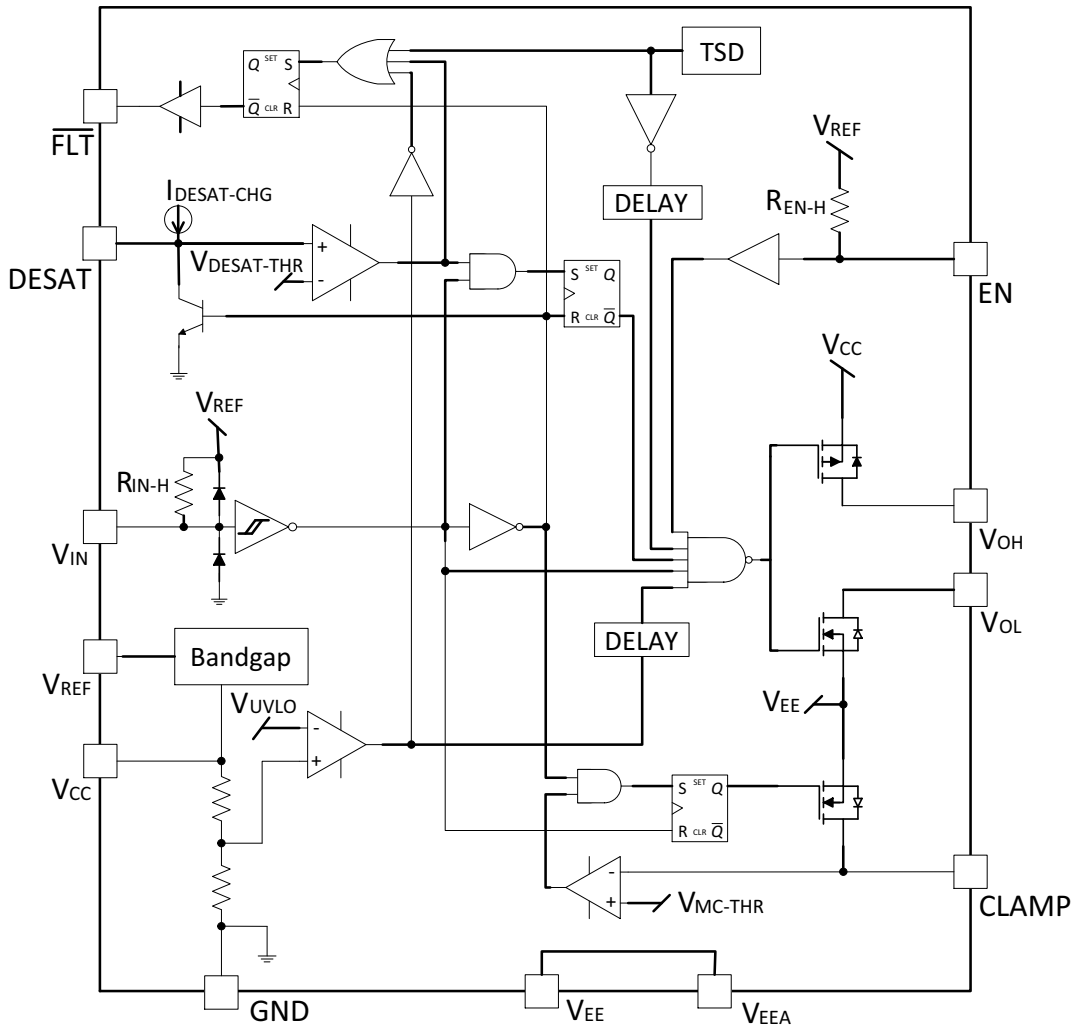 TSD
Q SET S
Q CLR R
FLT
VREF
IDESAT-CHG
DELAY
REN-H
DESAT
VDESAT-THR
+
-
S SET Q
R CLR Q
EN
VCC
VREF
RIN-H
VIN
VOH
VOL
DELAY
Bandgap
VREF
VUVLO
-
+
VEE
VCC
S SET Q
R CLR Q
-
+
VMC-THR
CLAMP
GND
VEE
VEEA